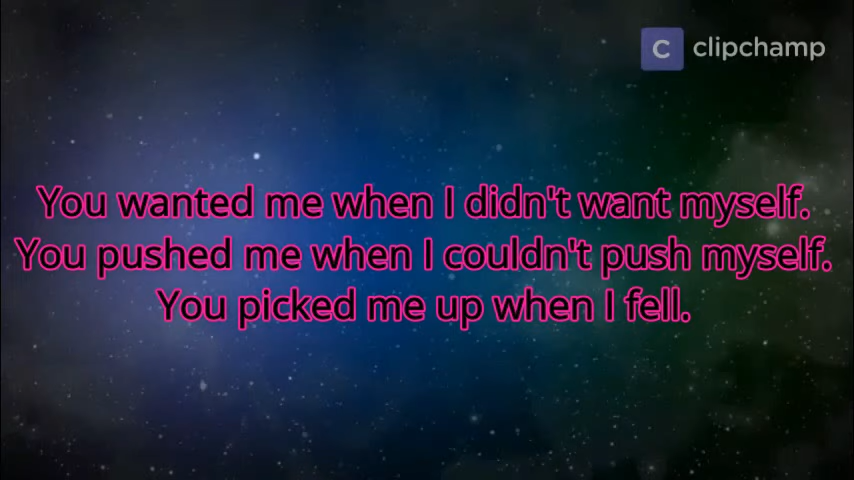 C clipchamp
You wanted me when I didn't want myself.
You pushed me when I couldn't push myself.
You picked me up when I fell.